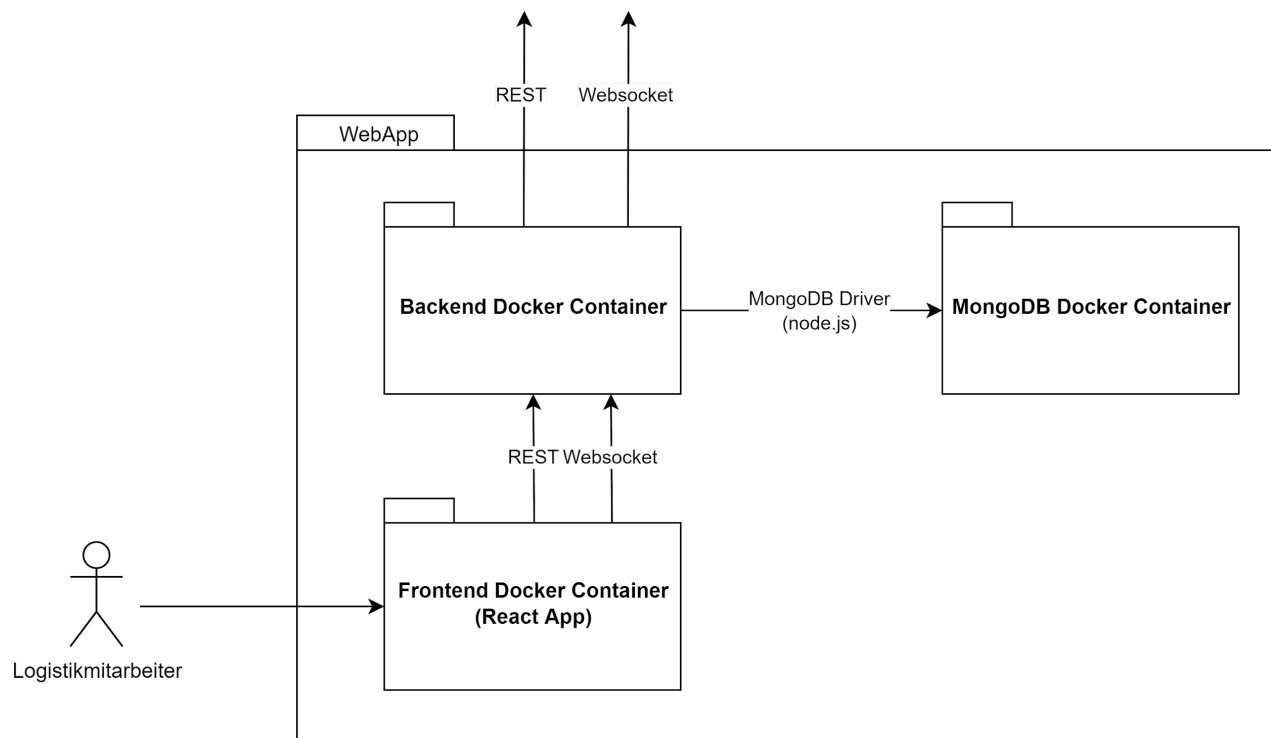 REST
Websocket
WebApp
Backend Docker Container
MongoDB Driver
(node.js)
MongoDB Docker Container
REST
Websocket
Frontend Docker Container
(React App)
Logistikmitarbeiter